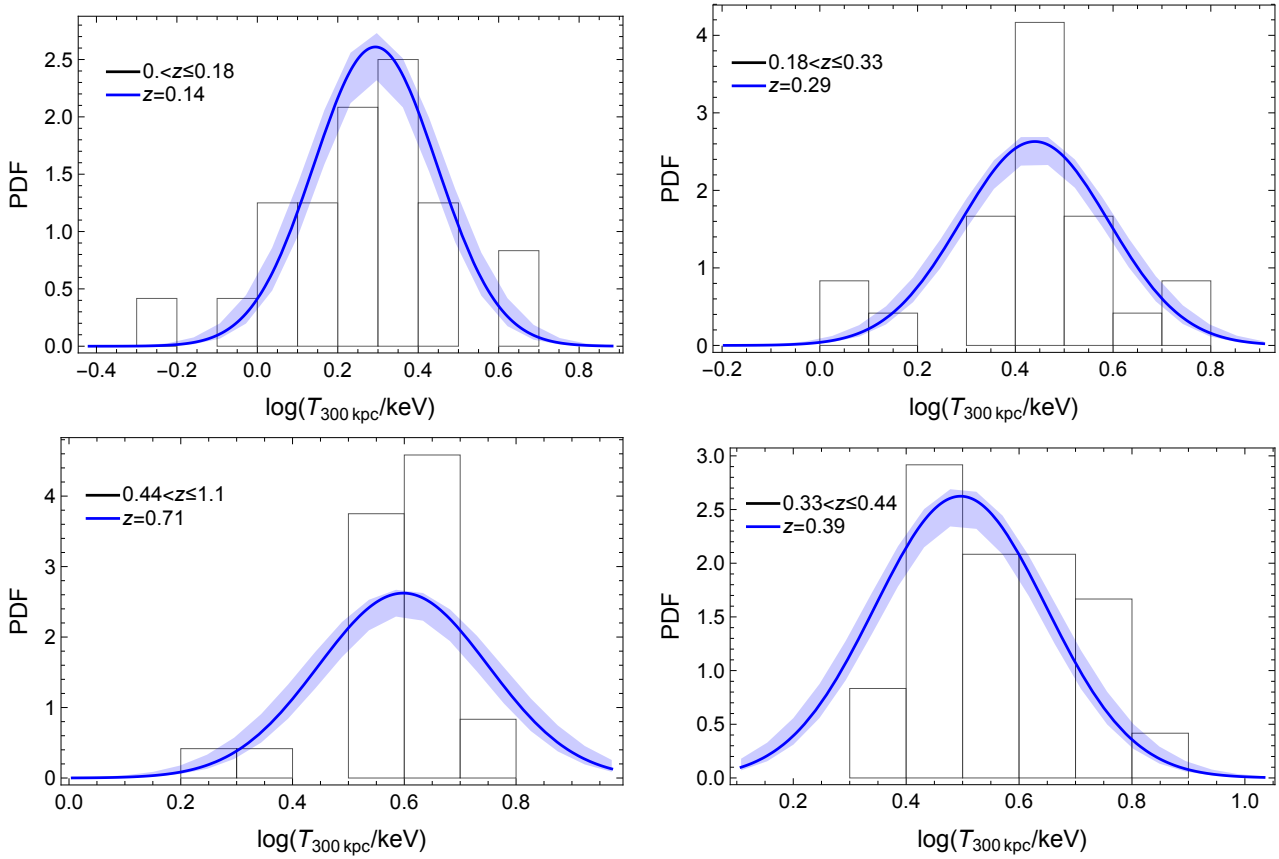 0.<z≤0.18
z=0.14
PDF
2.5
2.0
1.5
1.0
0.5
0.0
−0.4 −0.2 0.0 0.2 0.4 0.6 0.8
log(T300 kpc/keV)
0.18<z≤0.33
z=0.29
PDF
4
3
2
1
0
−0.2 0.0 0.2 0.4 0.6 0.8
log(T300 kpc/keV)
0.44<z≤1.1
z=0.71
PDF
4
3
2
1
0
0.0 0.2 0.4 0.6 0.8
log(T300 kpc/keV)
0.33<z≤0.44
z=0.39
PDF
3.0
2.5
2.0
1.5
1.0
0.5
0.0
0.2 0.4 0.6 0.8 1.0
log(T300 kpc/keV)